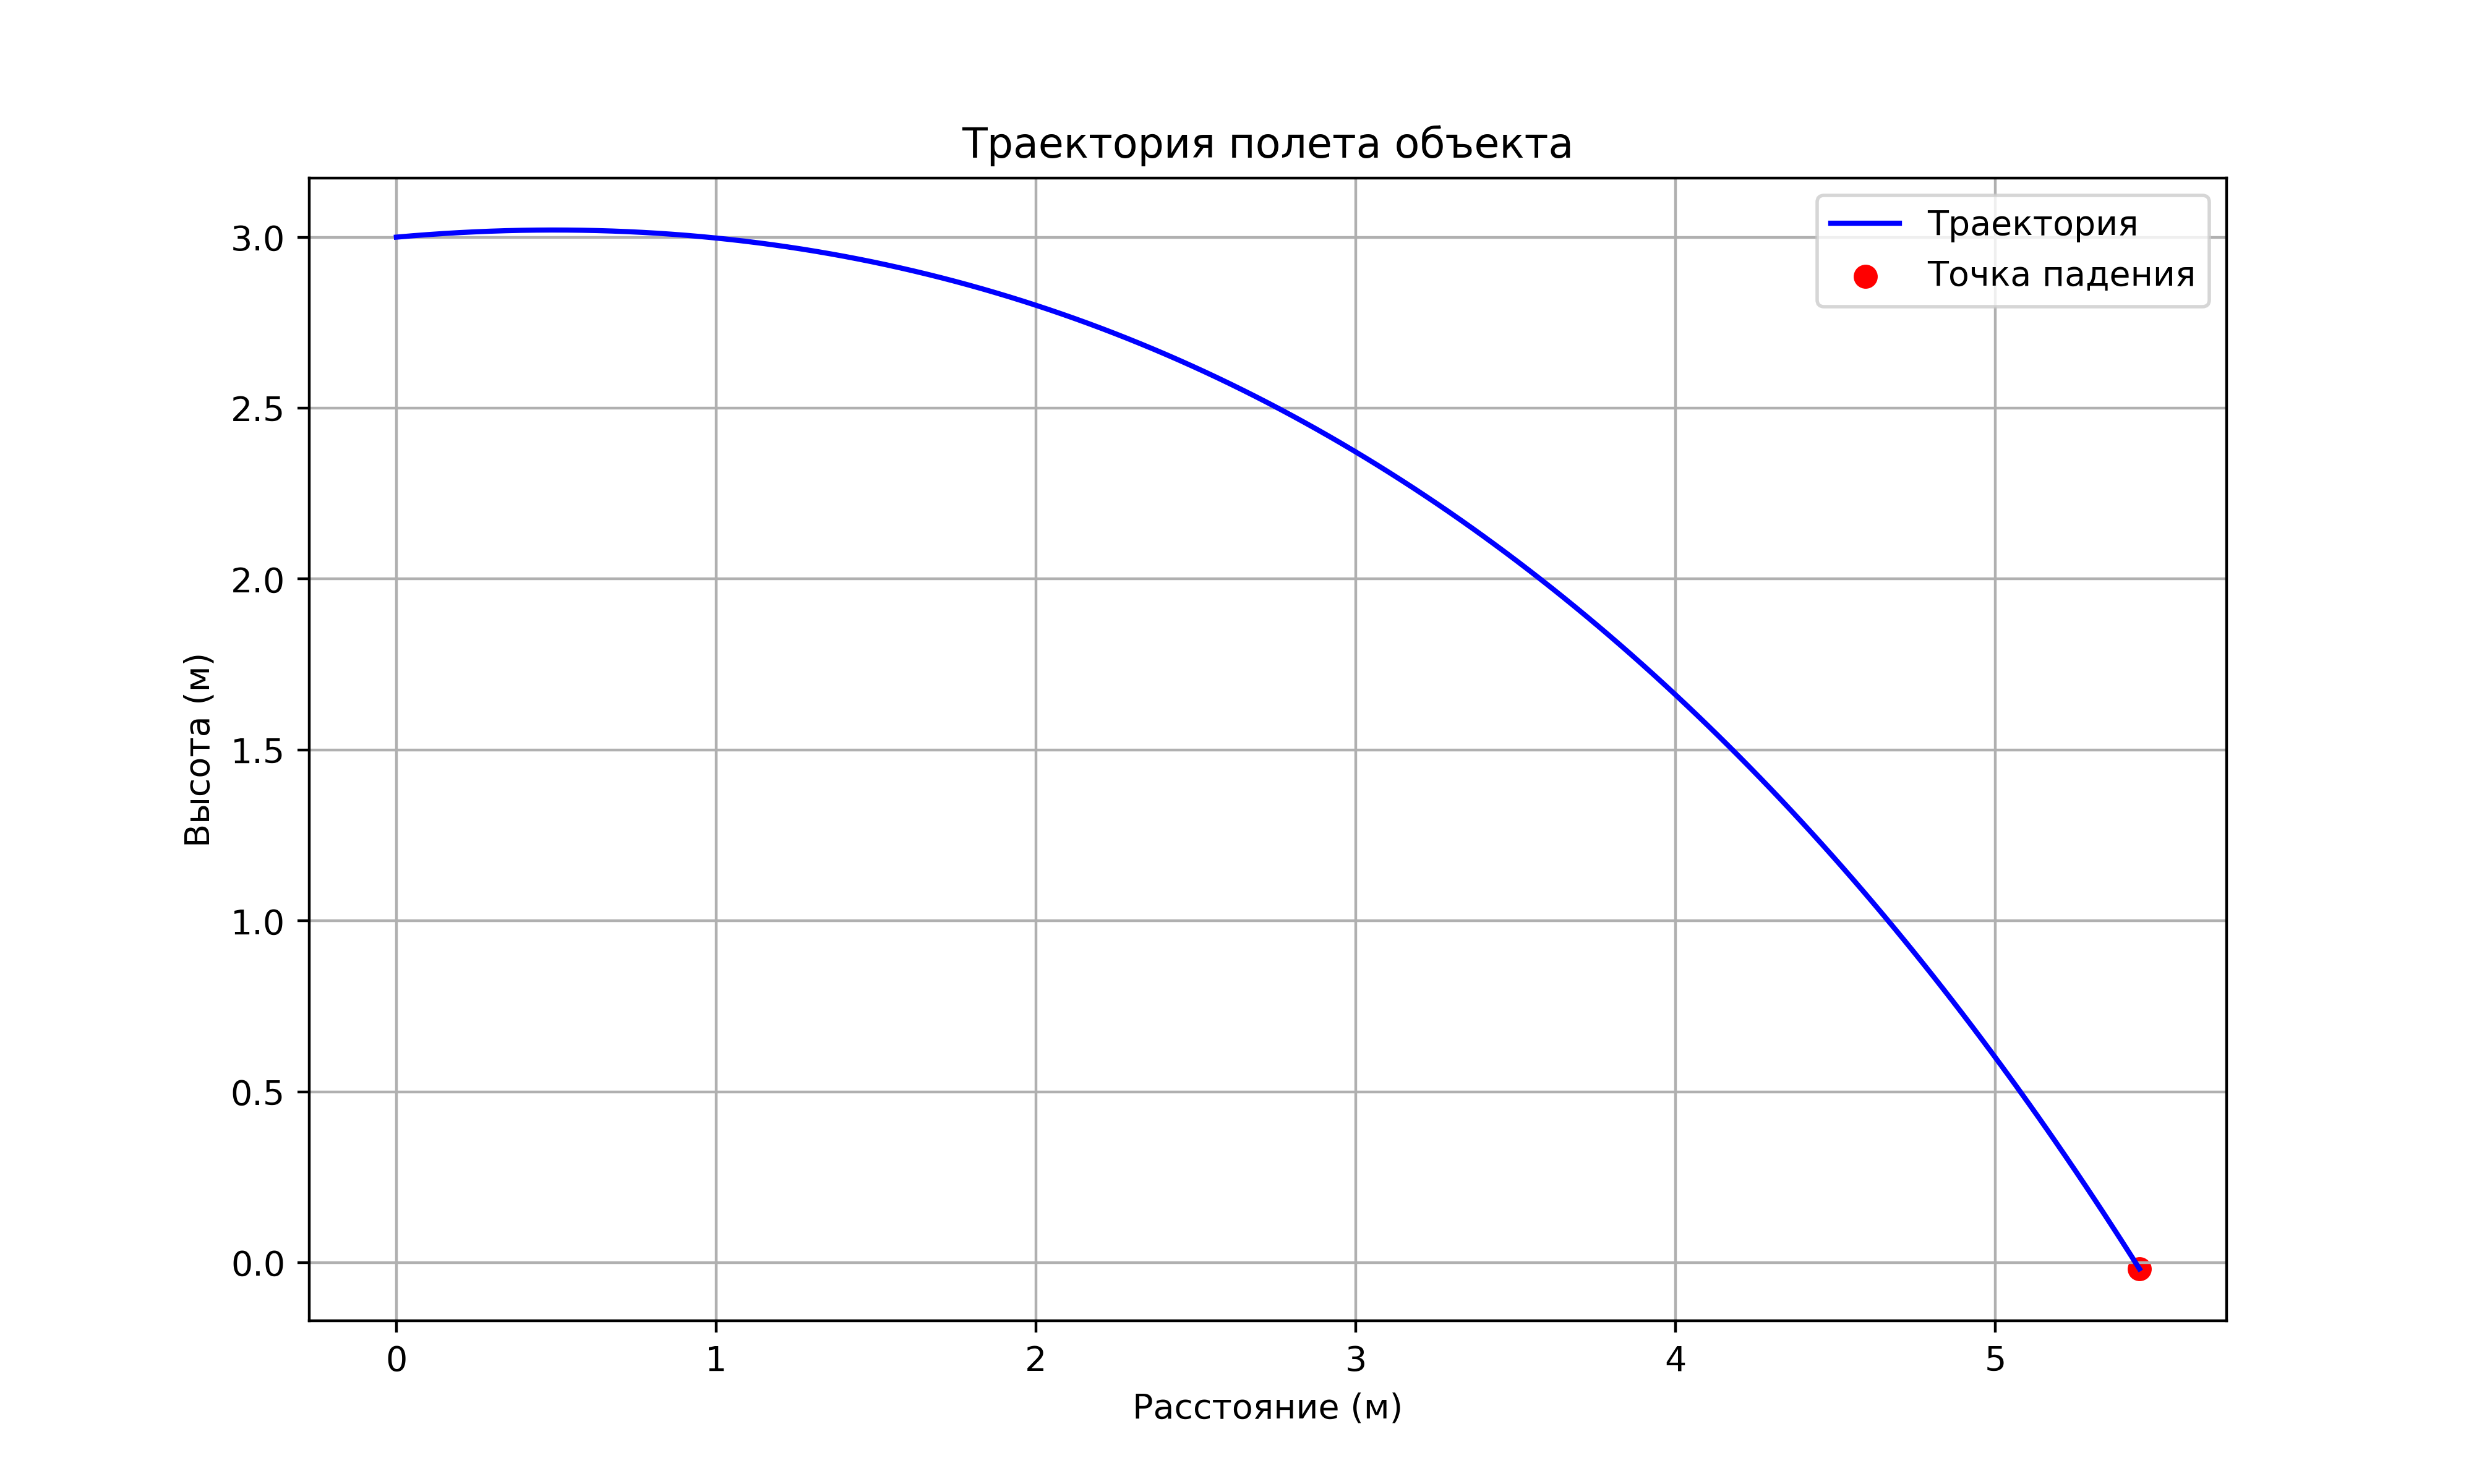 Траектория полета объекта
Траектория
Точка падения
3.0
2.5
2.0
1.5
1.0
0.5
0.0
Высота (м)
0 1 2 3 4 5
Расстояние (м)